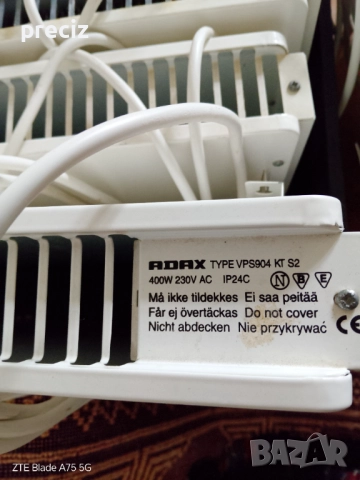 preciz
ADAX TYPE VPS904 KT S2
400W 230V AC IP24C N B E
Må ikke tildekkes Ei saa peitää
Får ej övertäckas Do not cover
Nicht abdecken Nie przykrywać CE
ZTE Blade A75 5G
BAZAR